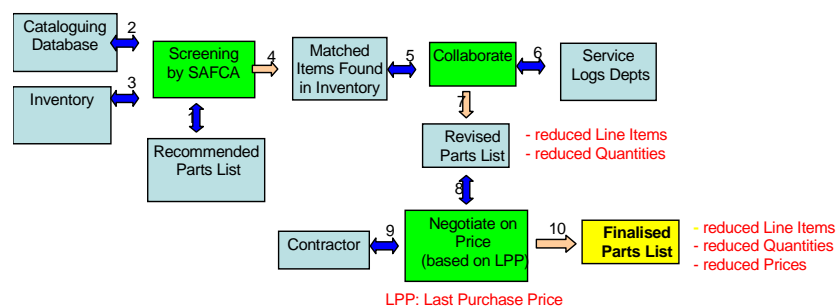 Cataloguing
Database
2
Screening
by SAFCA
4
Matched
Items Found
in Inventory
5
Collaborate
6
Service
Logs Depts
Inventory
3
1
Recommended
Parts List
7
Revised
Parts List
- reduced Line Items
- reduced Quantities
8
Contractor
9
Negotiate on
Price
(based on LPP)
10
Finalised
Parts List
- reduced Line Items
- reduced Quantities
- reduced Prices
LPP: Last Purchase Price